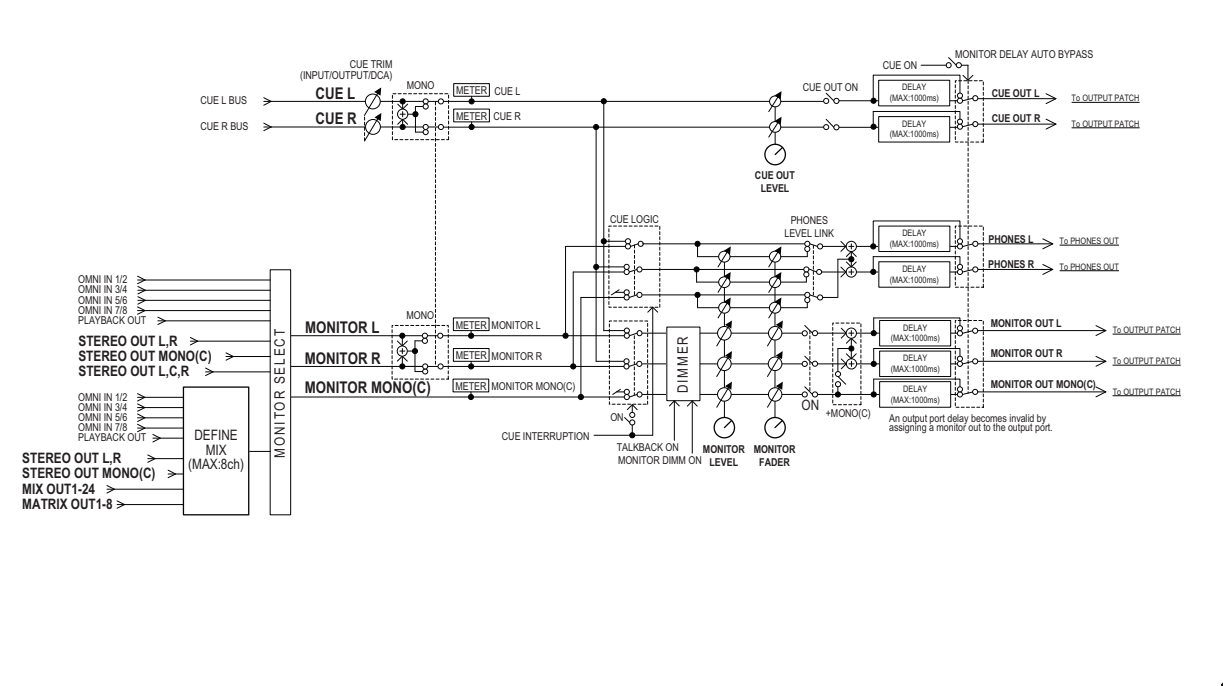 MONITOR DELAY AUTO BYPASS
CUE ON
CUE TRIM
(INPUT/OUTPUT/DCA)
MONO
CUE L BUS
CUE L
METER CUE L
CUE OUT ON
DELAY
(MAX:1000ms)
CUE OUT L
To OUTPUT PATCH
CUE R BUS
CUE R
METER CUE R
DELAY
(MAX:1000ms)
CUE OUT R
To OUTPUT PATCH
CUE OUT
LEVEL
CUE LOGIC
PHONES
LEVEL LINK
DELAY
(MAX:1000ms)
PHONES L
To PHONES OUT
DELAY
(MAX:1000ms)
PHONES R
To PHONES OUT
OMNI IN 1/2
OMNI IN 3/4
OMNI IN 5/6
OMNI IN 7/8
PLAYBACK OUT
STEREO OUT L,R
STEREO OUT MONO(C)
STEREO OUT L,C,R
MONITOR SELECT
MONO
MONITOR L
METER MONITOR L
MONITOR R
METER MONITOR R
MONITOR MONO(C)
METER MONITOR MONO(C)
DIMMER
DELAY
(MAX:1000ms)
MONITOR OUT L
To OUTPUT PATCH
DELAY
(MAX:1000ms)
MONITOR OUT R
To OUTPUT PATCH
DELAY
(MAX:1000ms)
MONITOR OUT MONO(C)
To OUTPUT PATCH
ON
+MONO(C)
An output port delay becomes invalid by
assigning a monitor out to the output port.
ON
CUE INTERRUPTION
TALKBACK ON
MONITOR DIMM ON
MONITOR
LEVEL
MONITOR
FADER
OMNI IN 1/2
OMNI IN 3/4
OMNI IN 5/6
OMNI IN 7/8
PLAYBACK OUT
STEREO OUT L,R
STEREO OUT MONO(C)
MIX OUT1-24
MATRIX OUT1-8
DEFINE
MIX
(MAX:8ch)